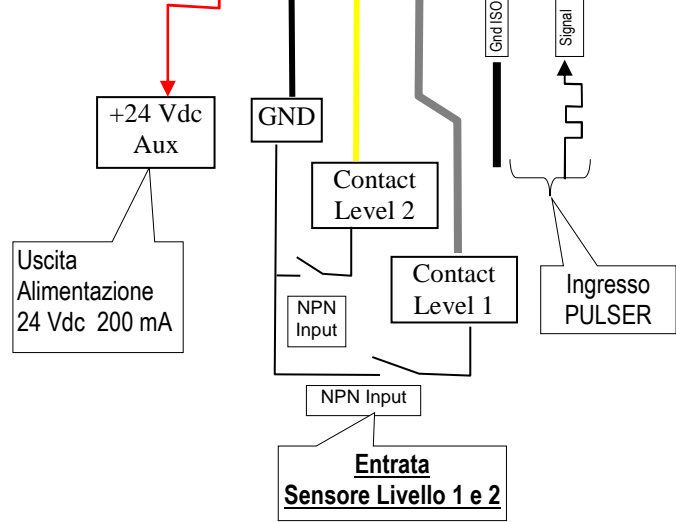 Gnd ISO
Signal
+24 Vdc
Aux
GND
Contact
Level 2
Uscita
Alimentazione
24 Vdc 200 mA
Contact
Level 1
Ingresso
PULSER
NPN
Input
NPN Input
Entrata
Sensore Livello 1 e 2